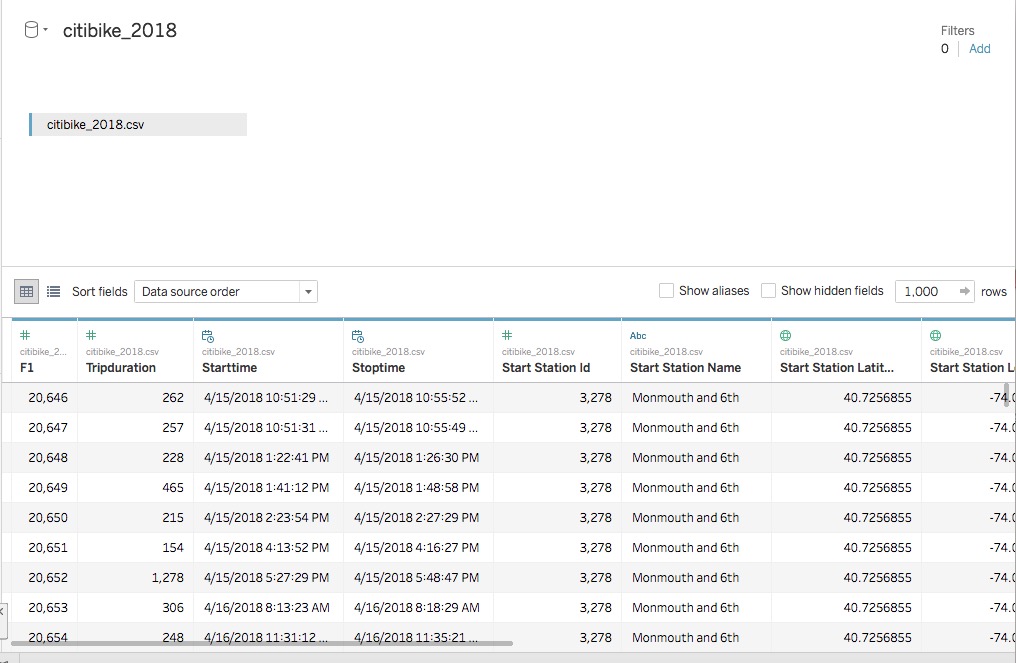 citibike_2018
Filters
0 Add
citibike_2018.csv
Sort fields Data source order Show aliases Show hidden fields 1,000 rows
# # # Abc
citibike_2... citibike_2018.csv citibike_2018.csv citibike_2018.csv citibike_2018.csv citibike_2018.csv citibike_2018.csv citibike_2018.csv
F1 Tripduration Starttime Stoptime Start Station Id Start Station Name Start Station Latit... Start Station
20,646 262 4/15/2018 10:51:29 ... 4/15/2018 10:55:52 ... 3,278 Monmouth and 6th 40.7256855 -74.0
20,647 257 4/15/2018 10:51:31 ... 4/15/2018 10:55:49 ... 3,278 Monmouth and 6th 40.7256855 -74.0
20,648 228 4/15/2018 1:22:41 PM 4/15/2018 1:26:30 PM 3,278 Monmouth and 6th 40.7256855 -74.0
20,649 465 4/15/2018 1:41:12 PM 4/15/2018 1:48:58 PM 3,278 Monmouth and 6th 40.7256855 -74.0
20,650 215 4/15/2018 2:23:54 PM 4/15/2018 2:27:29 PM 3,278 Monmouth and 6th 40.7256855 -74.0
20,651 154 4/15/2018 4:13:52 PM 4/15/2018 4:16:27 PM 3,278 Monmouth and 6th 40.7256855 -74.0
20,652 1,278 4/15/2018 5:27:29 PM 4/15/2018 5:48:47 PM 3,278 Monmouth and 6th 40.7256855 -74.0
20,653 306 4/16/2018 8:13:23 AM 4/16/2018 8:18:29 AM 3,278 Monmouth and 6th 40.7256855 -74.0
20,654 248 4/16/2018 11:31:12 ... 4/16/2018 11:35:21 ... 3,278 Monmouth and 6th 40.7256855 -74.0